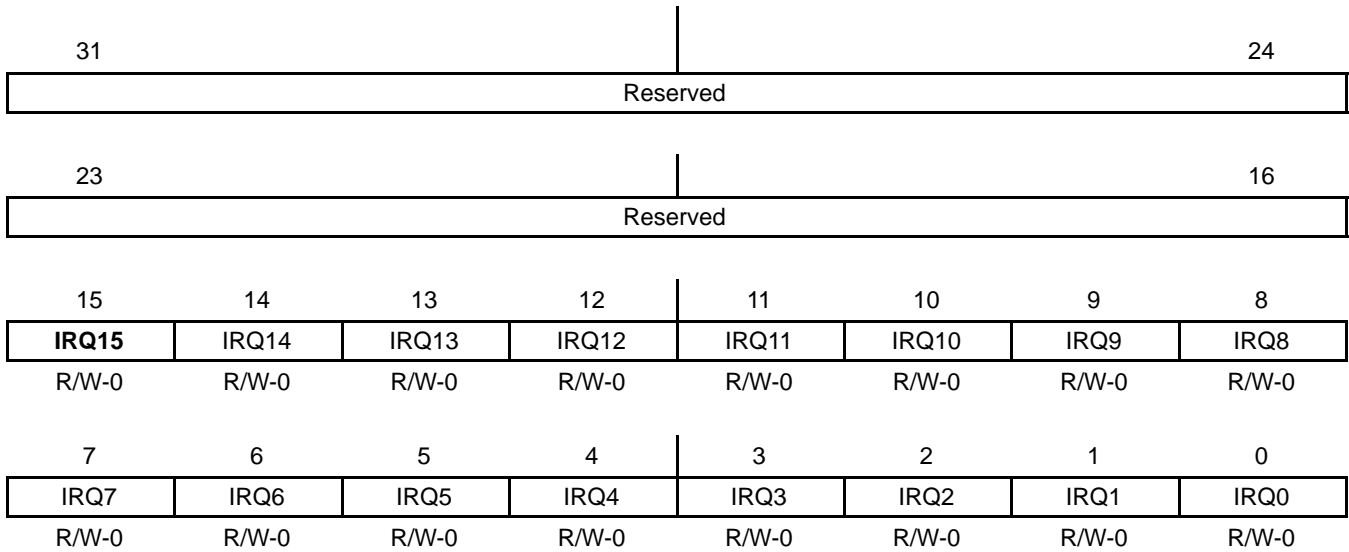 31 24
Reserved
23 16
Reserved
15 14 13 12 11 10 9 8
IRQ15 IRQ14 IRQ13 IRQ12 IRQ11 IRQ10 IRQ9 IRQ8
R/W-0 R/W-0 R/W-0 R/W-0 R/W-0 R/W-0 R/W-0 R/W-0
7 6 5 4 3 2 1 0
IRQ7 IRQ6 IRQ5 IRQ4 IRQ3 IRQ2 IRQ1 IRQ0
R/W-0 R/W-0 R/W-0 R/W-0 R/W-0 R/W-0 R/W-0 R/W-0